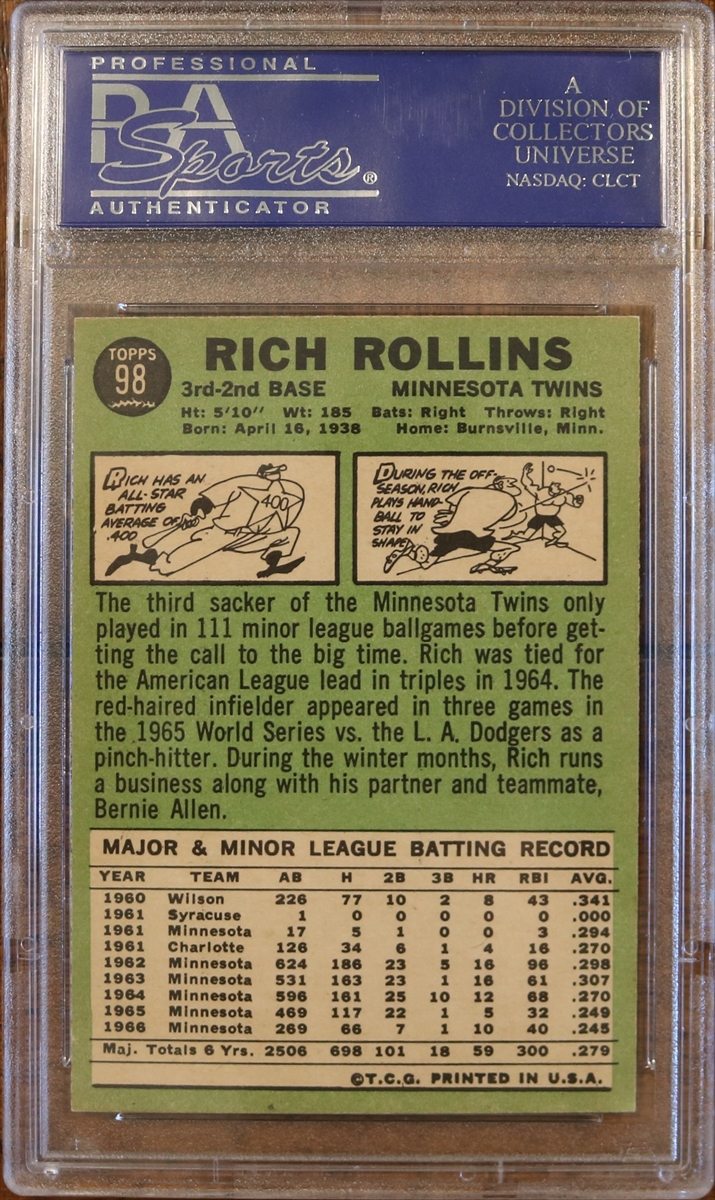 PROFESSIONAL
PSA
Sports®
AUTHENTICATOR
A
DIVISION OF
COLLECTORS
UNIVERSE
NASDAQ: CLCT
TOPPS
98
RICH ROLLINS
3rd-2nd BASE MINNESOTA TWINS
Ht: 5'10" Wt: 185 Bats: Right Throws: Right
Born: April 16, 1938 Home: Burnsville, Minn.
RICH HAS AN
ALL-STAR
BATTING
AVERAGE OF
.400
400
DURING THE OFF-
SEASON, RICH
PLAYS HAND-
BALL TO
STAY IN
SHAPE
The third sacker of the Minnesota Twins only
played in 111 minor league ballgames before get-
ting the call to the big time. Rich was tied for
the American League lead in triples in 1964. The
red-haired infielder appeared in three games in
the 1965 World Series vs. the L. A. Dodgers as a
pinch-hitter. During the winter months, Rich runs
a business along with his partner and teammate,
Bernie Allen.
MAJOR & MINOR LEAGUE BATTING RECORD
YEAR TEAM AB H 2B 3B HR RBI AVG.
1960 Wilson 226 77 10 2 8 43 .341
1961 Syracuse 1 0 0 0 0 0 .000
1961 Minnesota 17 5 1 0 0 3 .294
1961 Charlotte 126 34 6 1 4 16 .270
1962 Minnesota 624 186 23 5 16 96 .298
1963 Minnesota 531 163 23 1 16 61 .307
1964 Minnesota 596 161 25 10 12 68 .270
1965 Minnesota 469 117 22 1 5 32 .249
1966 Minnesota 269 66 7 1 10 40 .245
Maj. Totals 6 Yrs. 2506 698 101 18 59 300 .279
©T.C.G. PRINTED IN U.S.A.